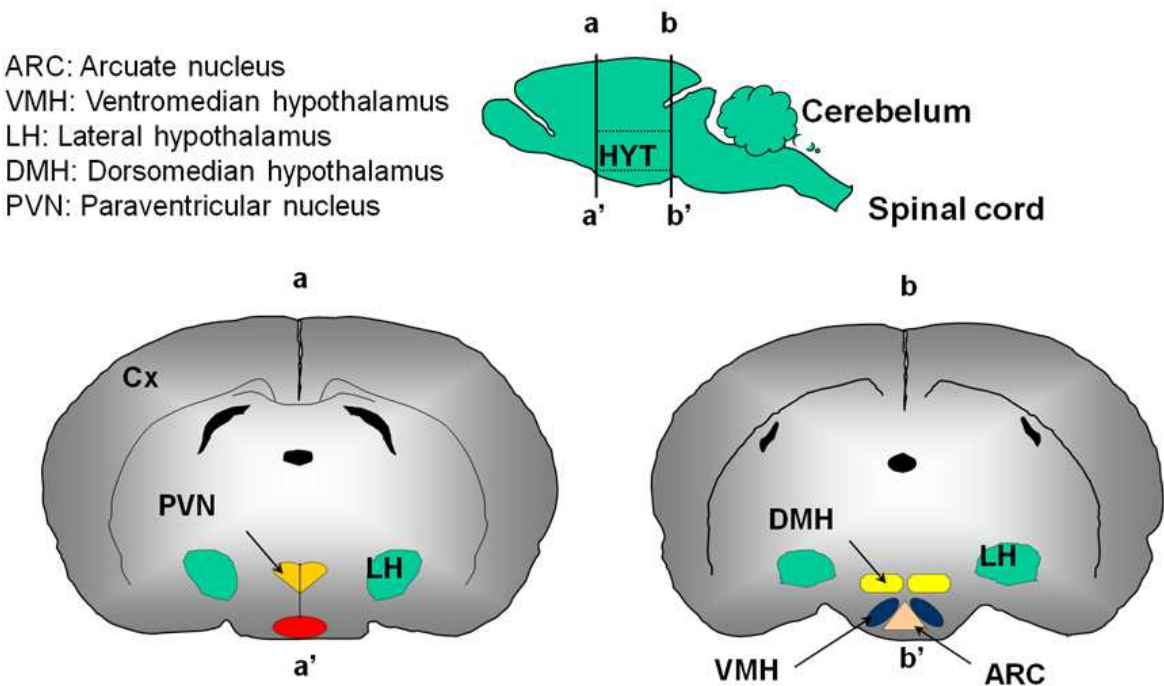 ARC: Arcuate nucleus
VMH: Ventromedian hypothalamus
LH: Lateral hypothalamus
DMH: Dorsomedian hypothalamus
PVN: Paraventricular nucleus
a b
Cerebelum
HYT
a’ b’
Spinal cord
a
Cx
PVN
LH
a’
b
DMH
LH
VMH
b’
ARC